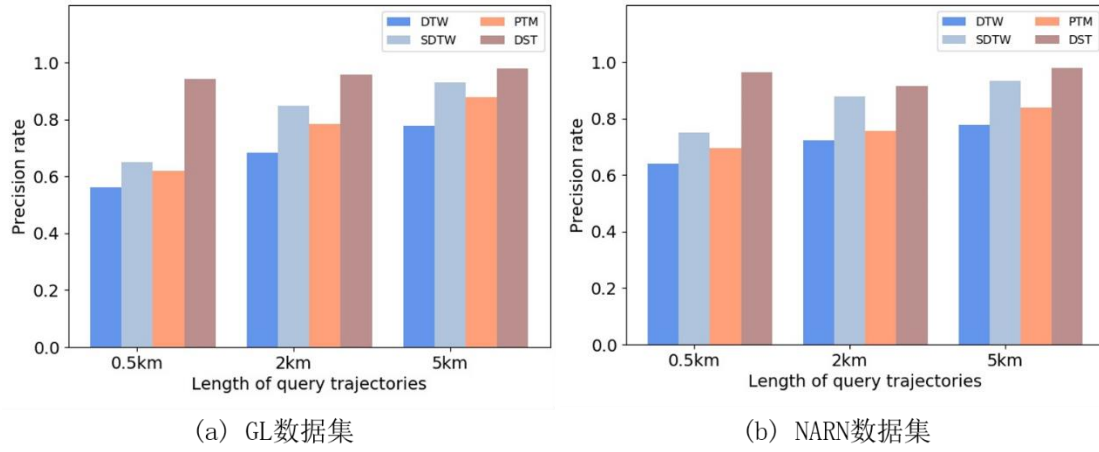 DTW PTM
SDTW DST
1.0
0.8
0.6
0.4
0.2
0.0
Precision rate
0.5km 2km 5km
Length of query trajectories
(a) GL数据集
DTW PTM
SDTW DST
1.0
0.8
0.6
0.4
0.2
0.0
Precision rate
0.5km 2km 5km
Length of query trajectories
(b) NARN数据集